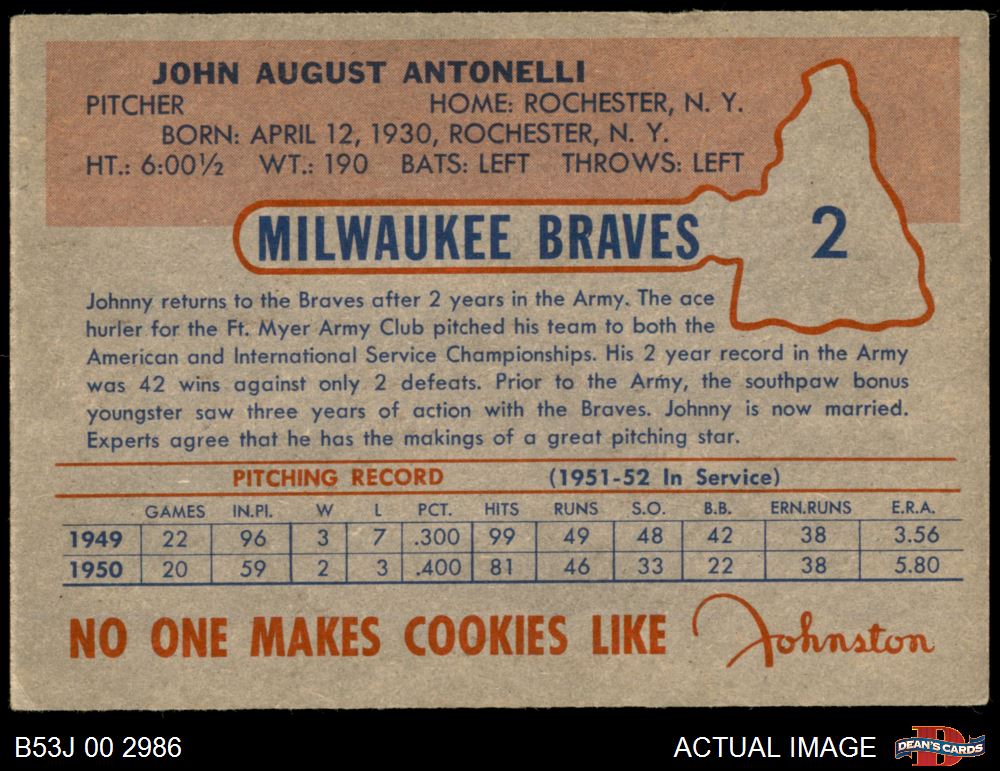 JOHN AUGUST ANTONELLI
PITCHER HOME: ROCHESTER, N. Y.
BORN: APRIL 12, 1930, ROCHESTER, N. Y.
HT.: 6:00½ WT.: 190 BATS: LEFT THROWS: LEFT
MILWAUKEE BRAVES 2
Johnny returns to the Braves after 2 years in the Army. The ace
hurler for the Ft. Myer Army Club pitched his team to both the
American and International Service Championships. His 2 year record in the Army
was 42 wins against only 2 defeats. Prior to the Army, the southpaw bonus
youngster saw three years of action with the Braves. Johnny is now married.
Experts agree that he has the makings of a great pitching star.
PITCHING RECORD (1951-52 In Service)
GAMES IN.PI. W L PCT. HITS RUNS S.O. B.B. ERN.RUNS E.R.A.
1949 22 96 3 7 .300 99 49 48 42 38 3.56
1950 20 59 2 3 .400 81 46 33 22 38 5.80
NO ONE MAKES COOKIES LIKE Johnston
B53J 00 2986 ACTUAL IMAGE DEAN'S CARDS